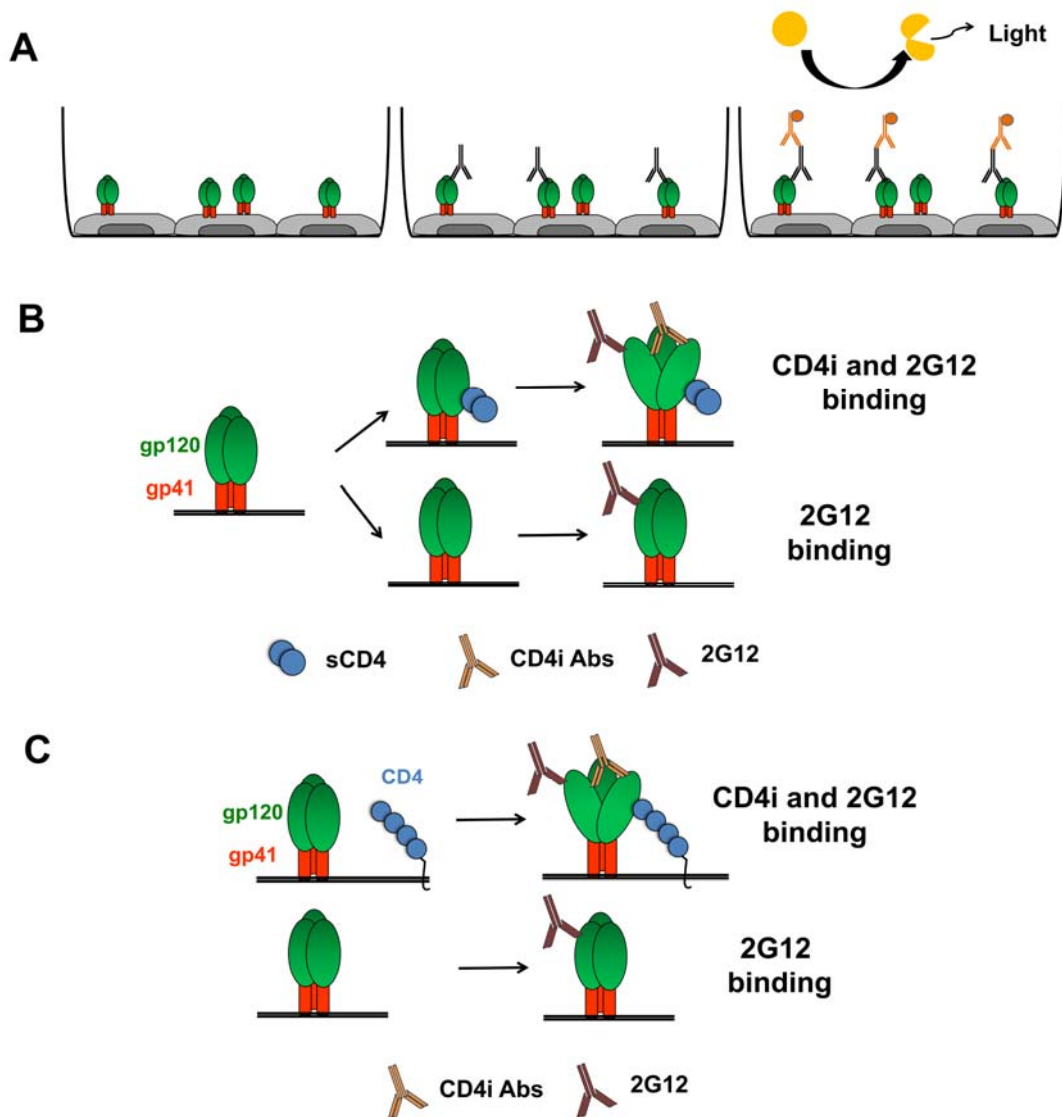 A
Light
B
gp120
gp41
CD4i and 2G12
binding
2G12
binding
sCD4
CD4i Abs
2G12
C
CD4
gp120
gp41
CD4i and 2G12
binding
2G12
binding
CD4i Abs
2G12